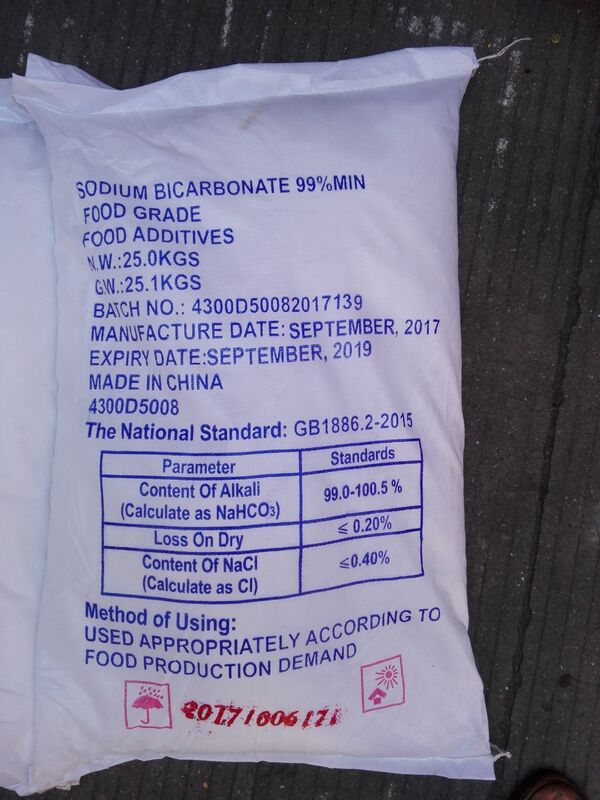 SODIUM BICARBONATE 99%MIN
FOOD GRADE
FOOD ADDITIVES
N.W.:25.0KGS
G.W.:25.1KGS
BATCH NO.: 4300D50082017139
MANUFACTURE DATE: SEPTEMBER, 2017
EXPIRY DATE:SEPTEMBER, 2019
MADE IN CHINA
4300D5008
The National Standard: GB1886.2-2015
Parameter Standards
Content Of Alkali
(Calculate as NaHCO3) 99.0-100.5 %
Loss On Dry ≤ 0.20%
Content Of NaCl
(Calculate as Cl) ≤0.40%
Method of Using:
USED APPROPRIATELY ACCORDING TO
FOOD PRODUCTION DEMAND